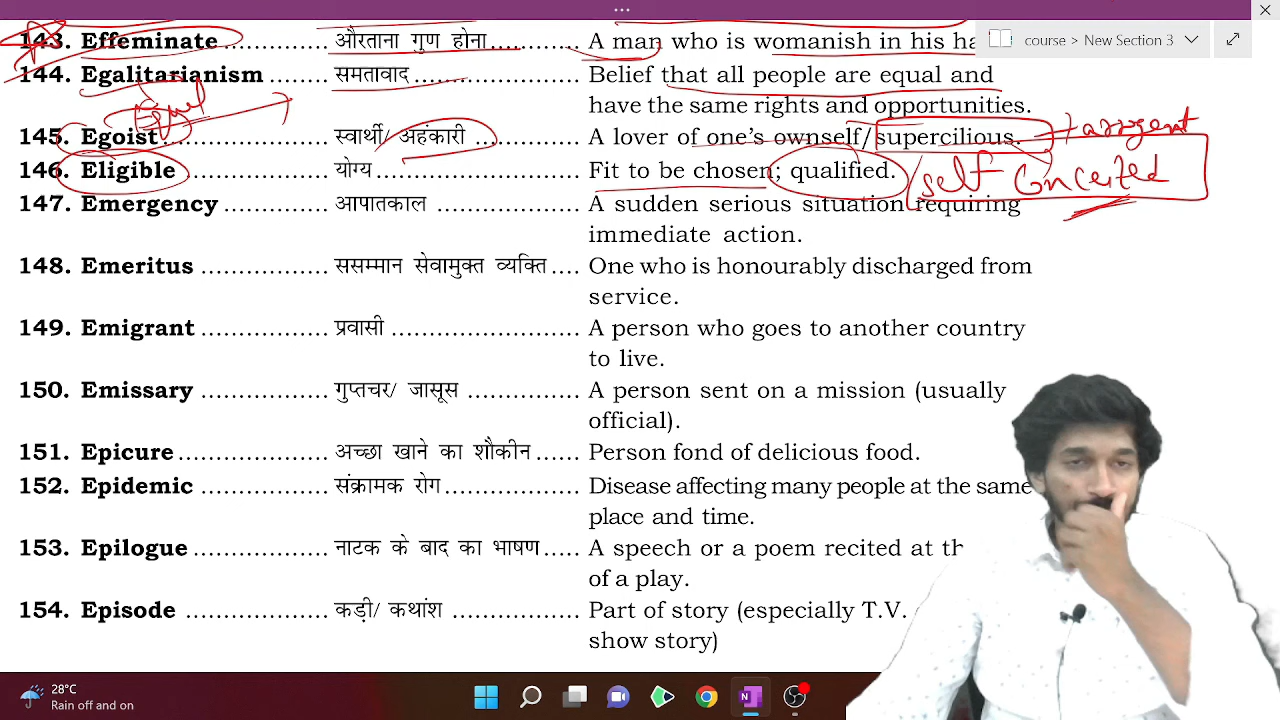 143. Effeminate ............... औरताना गुण होना ............... A man who is womanish in his
course > New Section 3
144. Egalitarianism ........ समतावाद ....................... Belief that all people are equal and
have the same rights and opportunities.
Equal
145. Egoist ..................... स्वार्थी/ अहंकारी ............... A lover of one's ownself/ supercilious. → arrogent
146. Eligible .................. योग्य ............................. Fit to be chosen; qualified. / self Conceited
147. Emergency ............. आपातकाल .................... A sudden serious situation requiring
immediate action.
148. Emeritus ................ ससम्मान सेवामुक्त व्यक्ति .... One who is honourably discharged from
service.
149. Emigrant ................ प्रवासी .......................... A person who goes to another country
to live.
150. Emissary ................ गुप्तचर/ जासूस ............... A person sent on a mission (usually
official).
151. Epicure ................... अच्छा खाने का शौकीन ...... Person fond of delicious food.
152. Epidemic ................ संक्रामक रोग ................... Disease affecting many people at the same
place and time.
153. Epilogue ................. नाटक के बाद का भाषण ..... A speech or a poem recited at
of a play.
154. Episode .................. कड़ी/ कथांश .................. Part of story (especially T.V.
show story)
28°C
Rain off and on